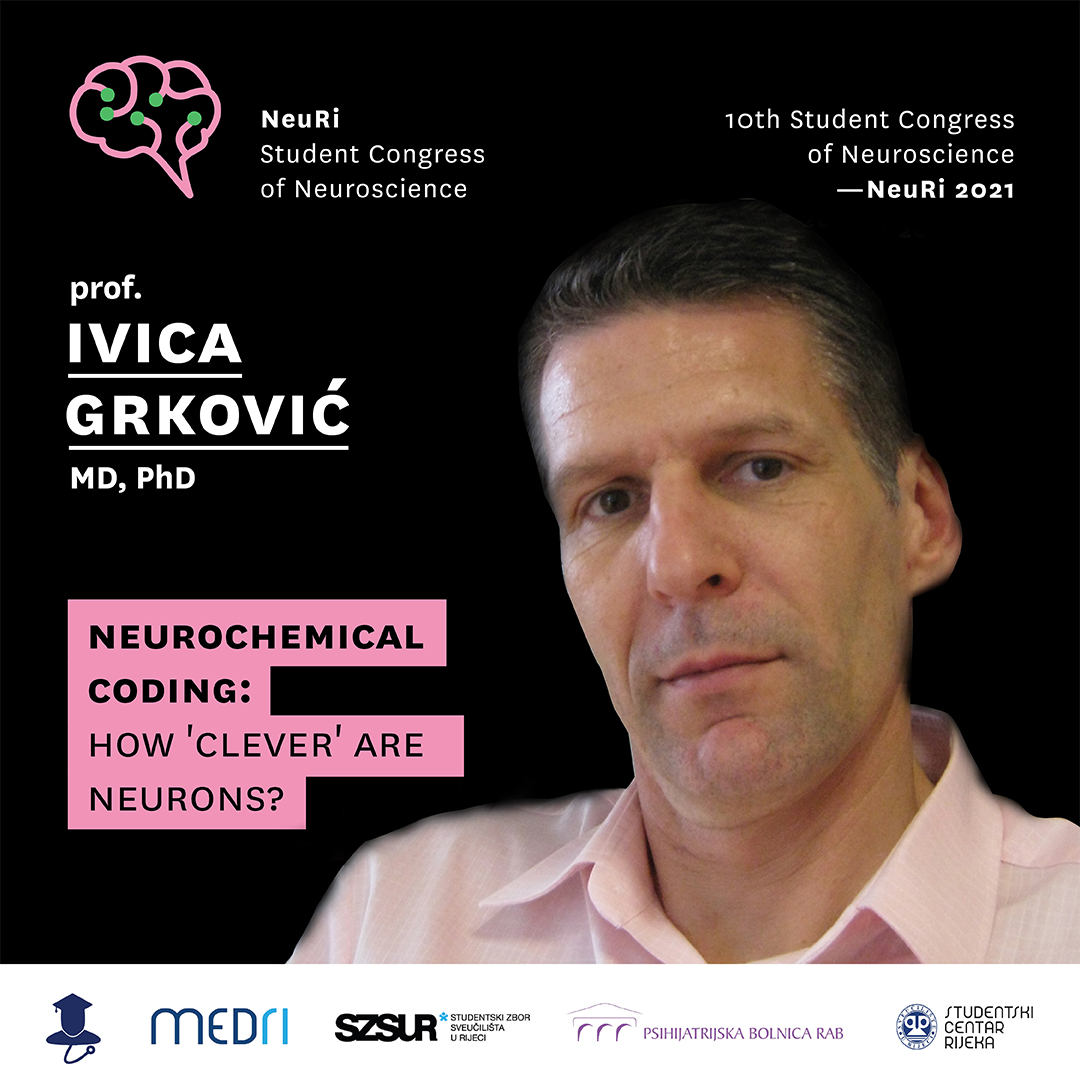 NeuRi
Student Congress
of Neuroscience
10th Student Congress
of Neuroscience
—NeuRi 2021
prof.
IVICA
GRKOVIĆ
MD, PhD
NEUROCHEMICAL
CODING:
HOW 'CLEVER' ARE
NEURONS?
MEDRI
SZSUR*
STUDENTSKI ZBOR
SVEUČILIŠTA
U RIJECI
PSIHIJATRIJSKA BOLNICA RAB
STUDENTSKI
CENTAR
RIJEKA